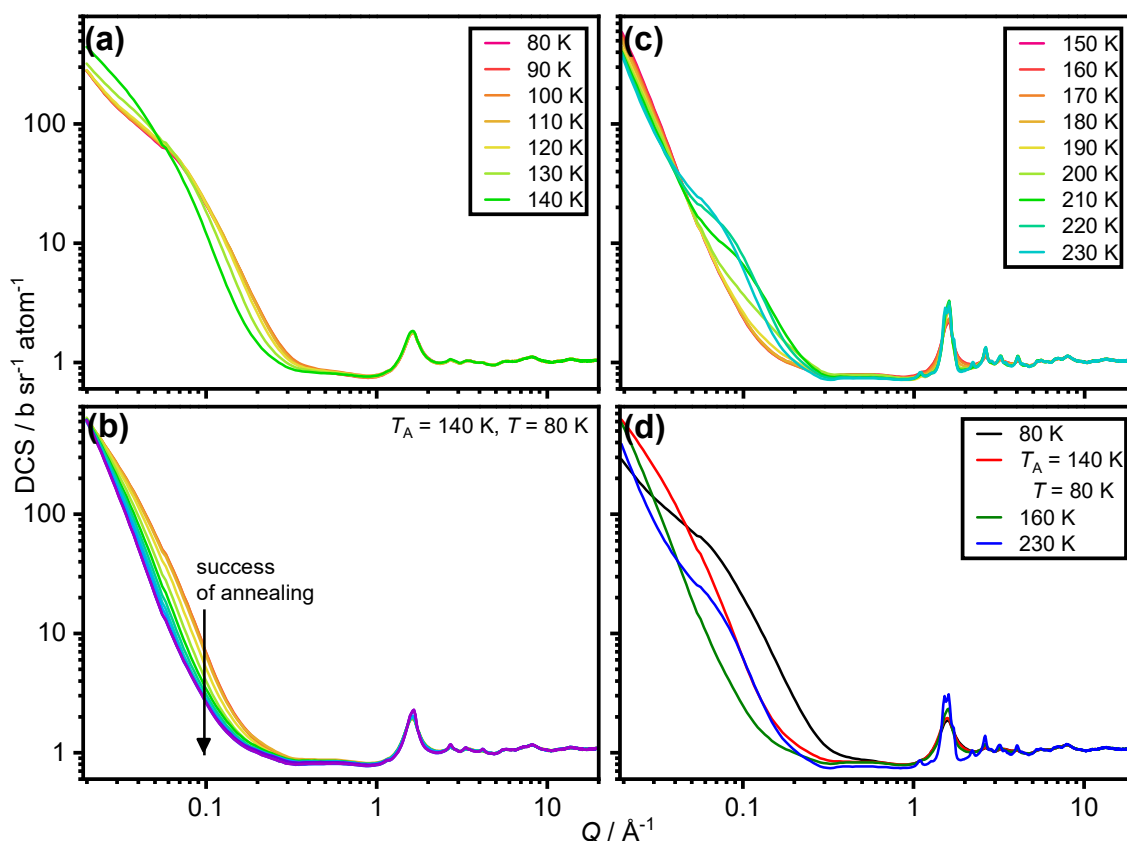 (a)
80 K
90 K
100 K
110 K
120 K
130 K
140 K
100
10
1
(c)
150 K
160 K
170 K
180 K
190 K
200 K
210 K
220 K
230 K
DCS / b sr⁻¹ atom⁻¹
(b)
T_A = 140 K, T = 80 K
success
of annealing
100
10
1
0.1
1
10
(d)
80 K
T_A = 140 K
T = 80 K
160 K
230 K
0.1
1
10
Q / Å⁻¹